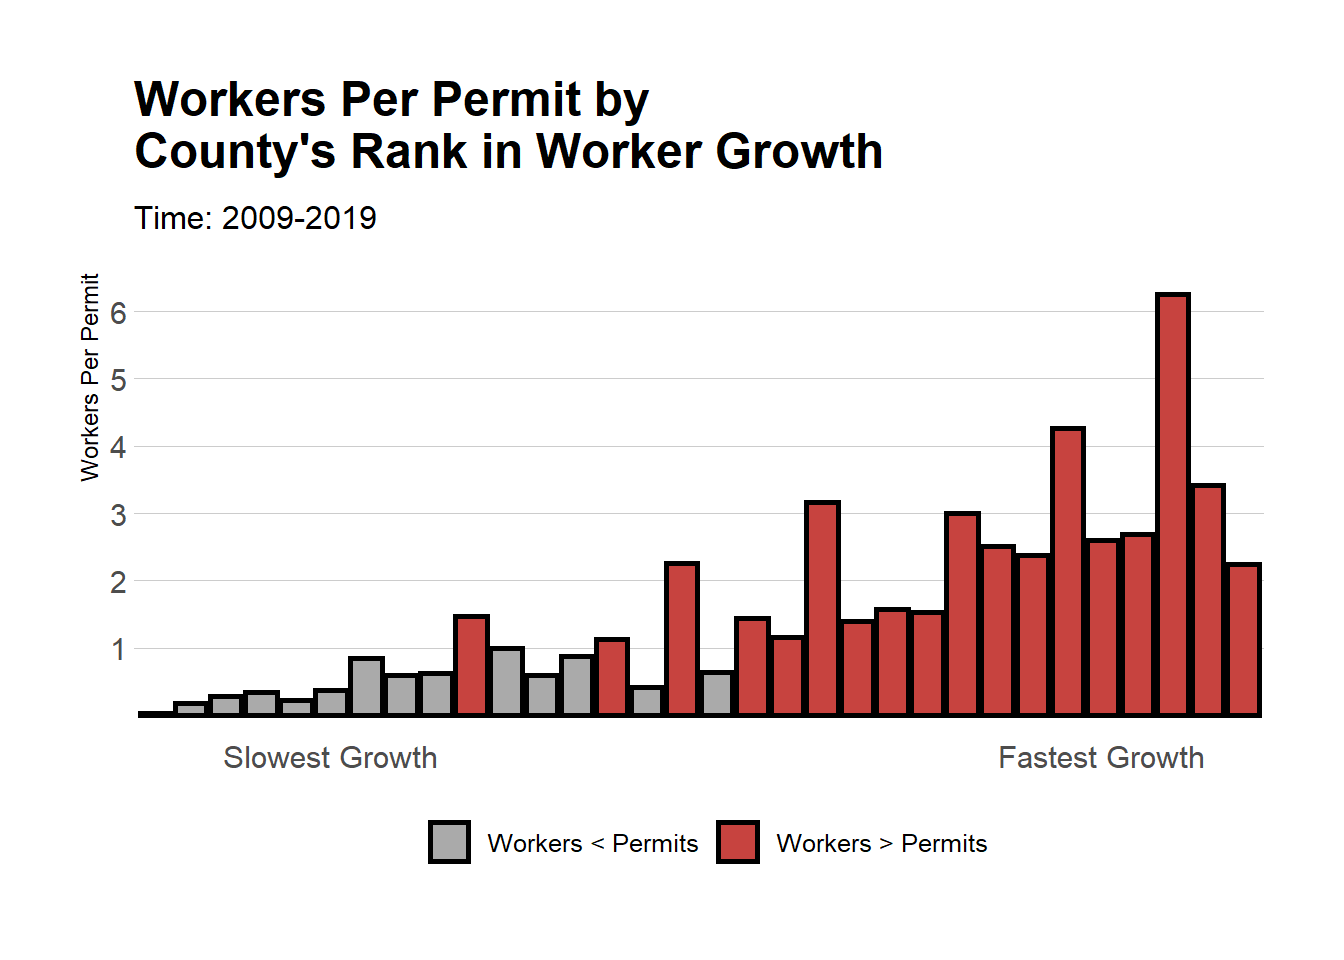 Workers Per Permit by
County's Rank in Worker Growth
Time: 2009-2019
Workers Per Permit
6
5
4
3
2
1
Slowest Growth Fastest Growth
Workers < Permits Workers > Permits